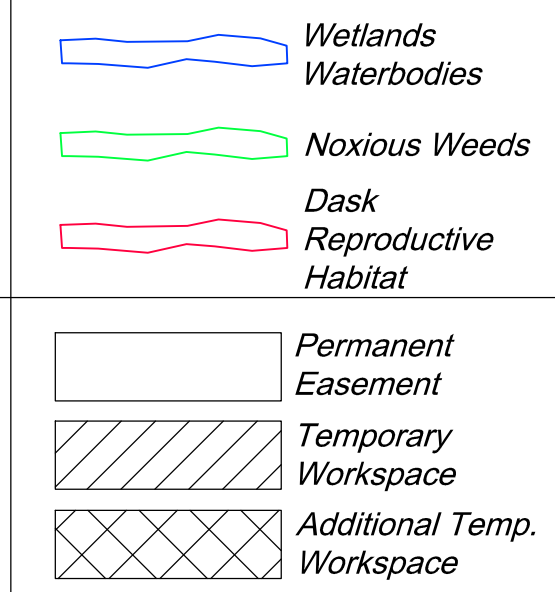 Wetlands
Waterbodies
Noxious Weeds
Dask
Reproductive
Habitat
Permanent
Easement
Temporary
Workspace
Additional Temp.
Workspace